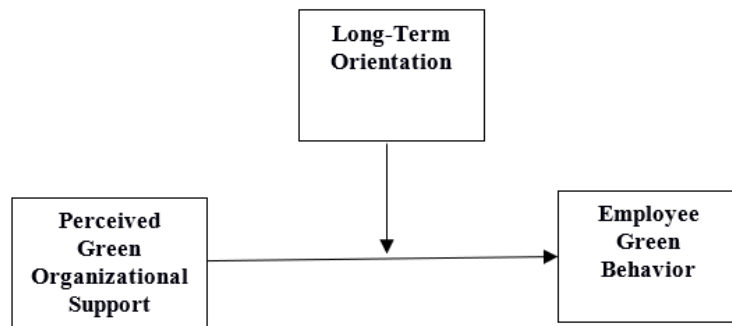 Long-Term
Orientation
Perceived
Green
Organizational
Support
Employee
Green
Behavior